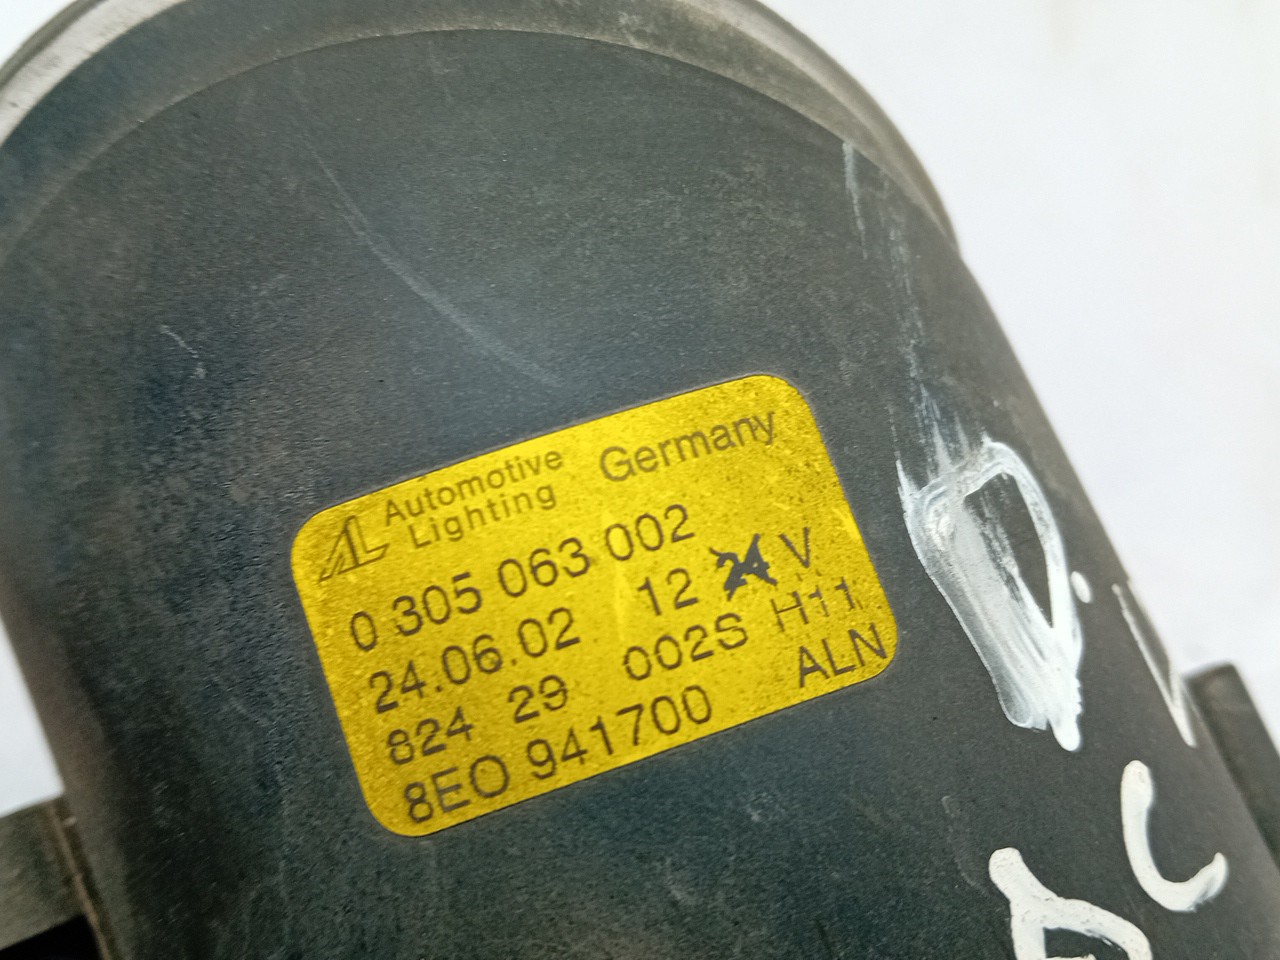 AL Automotive Lighting Germany
0 305 063 002
24.06.02 12 24 V
824 29 002S H11
8E0 941700 ALN